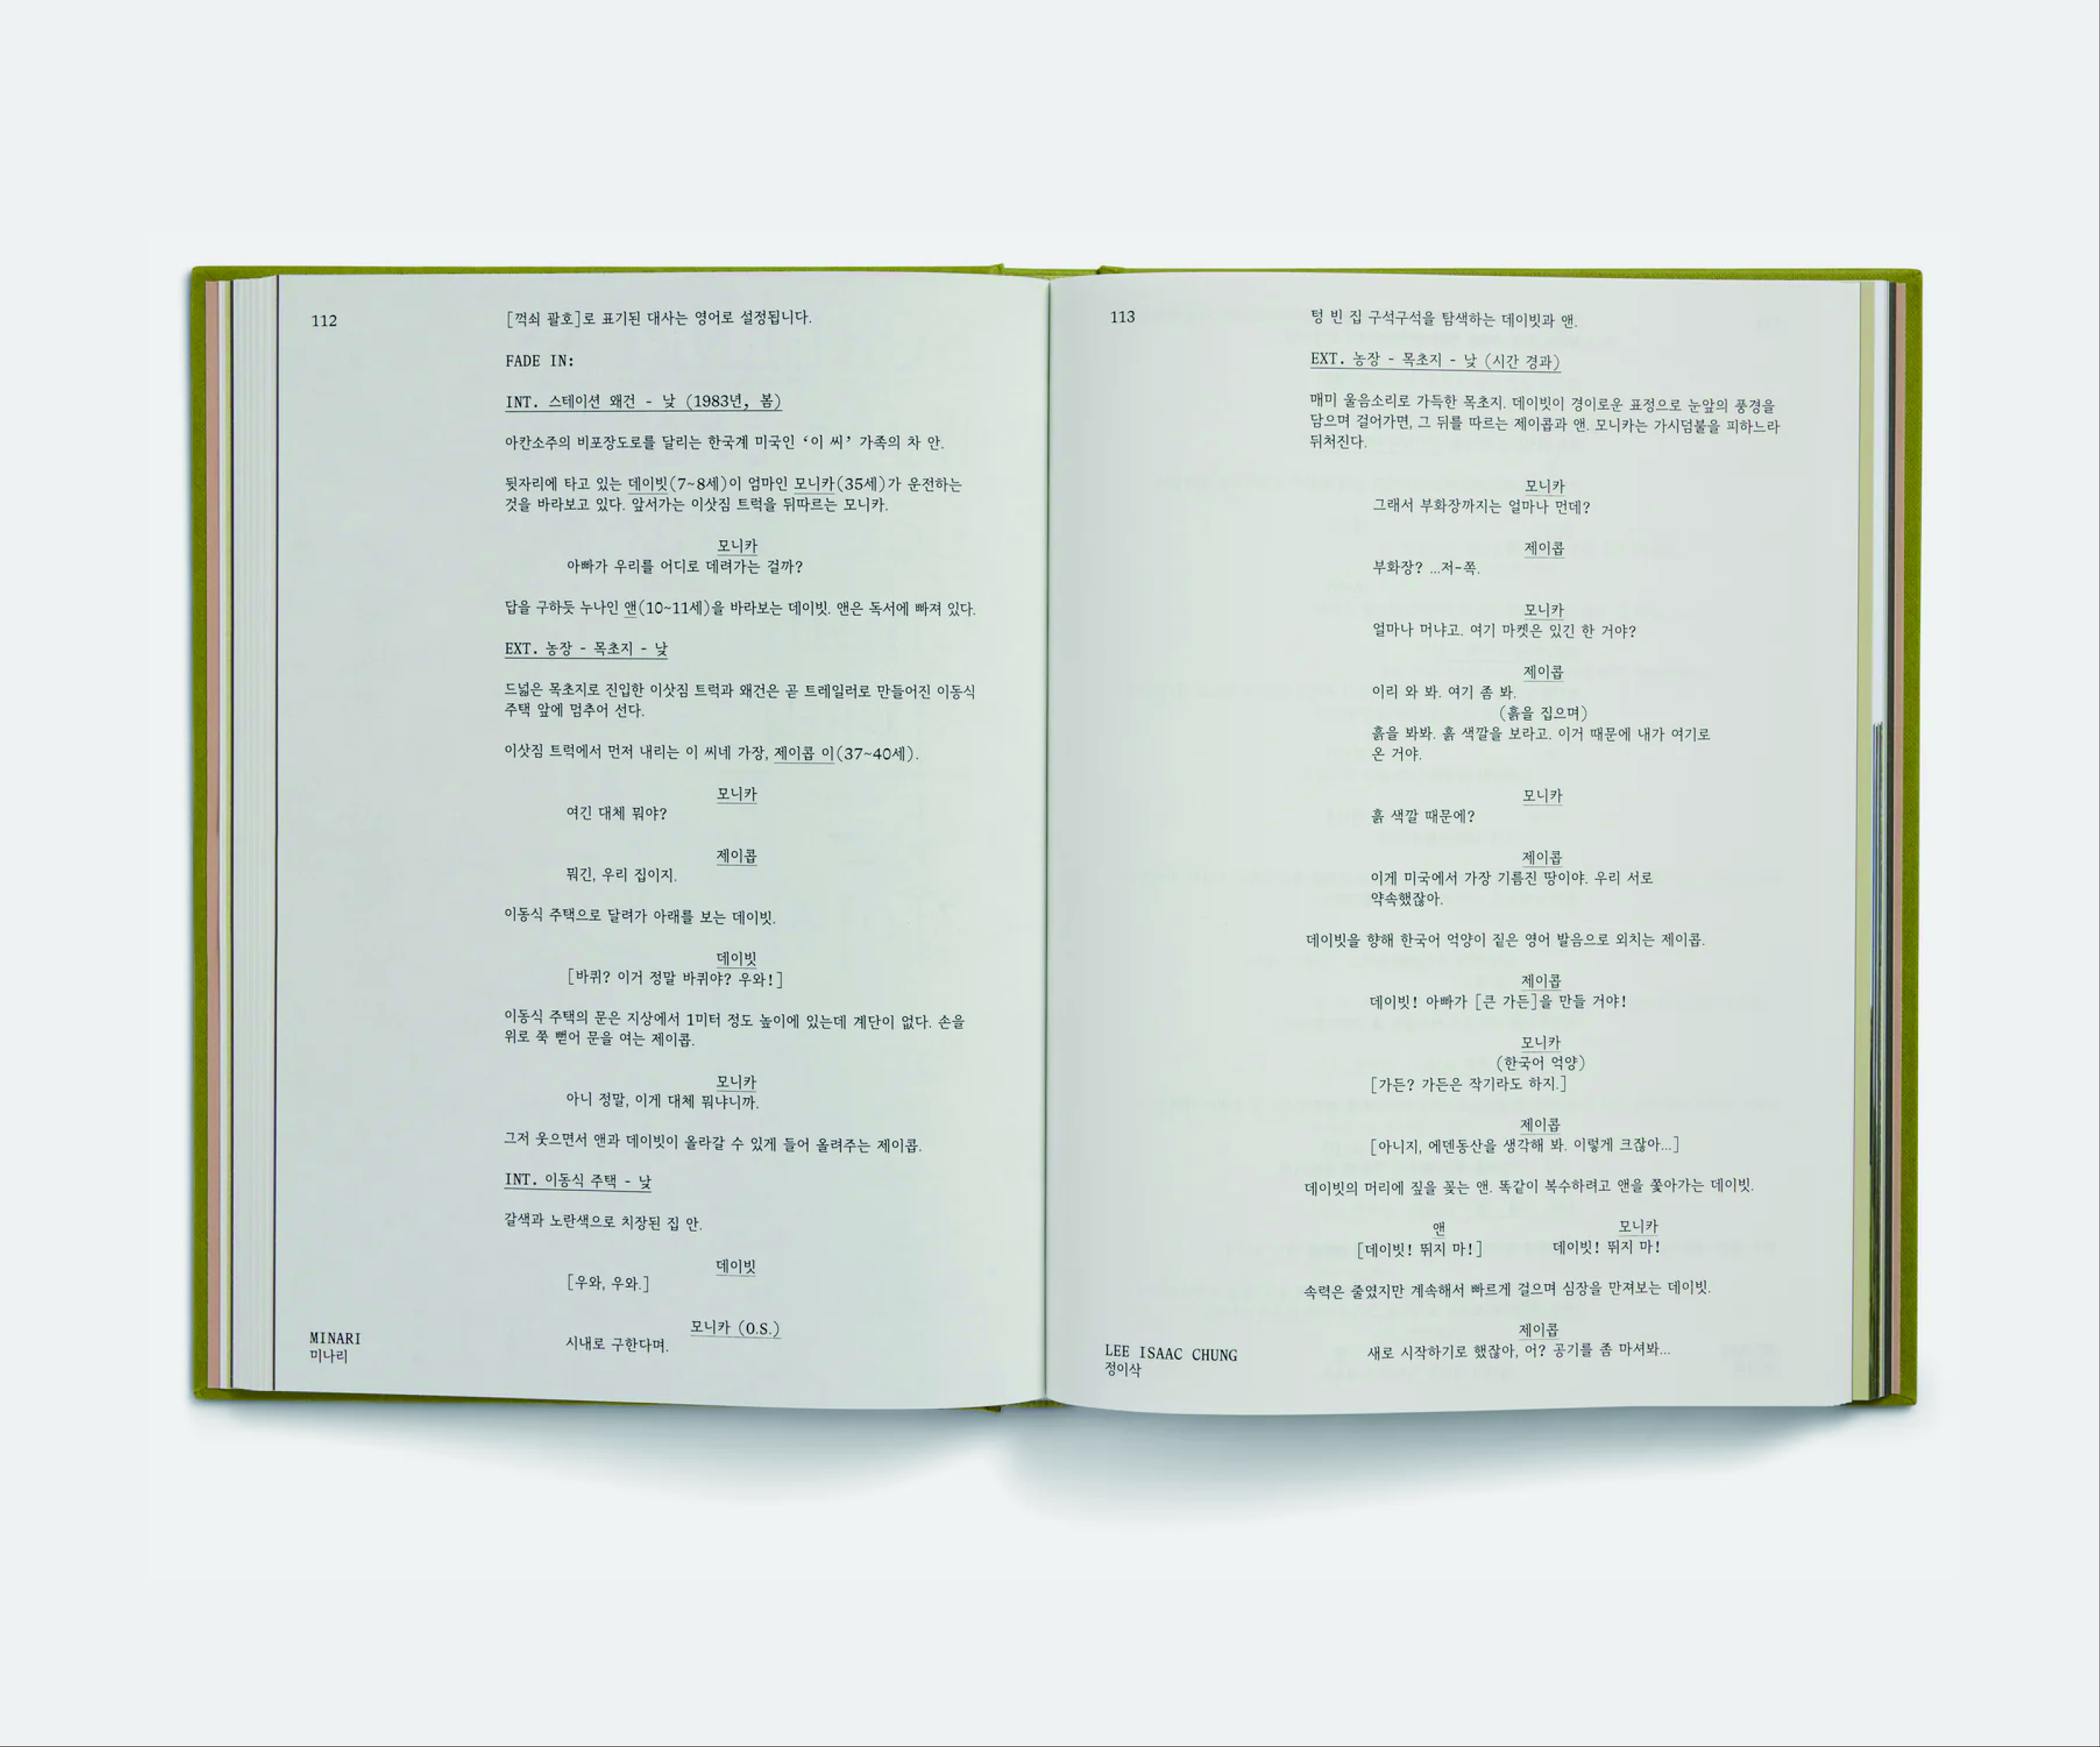 112
[꺽쇠 괄호]로 표기된 대사는 영어로 설정됩니다.
FADE IN:
INT. 스테이션 왜건 - 낮 (1983년, 봄)
아칸소주의 비포장도로를 달리는 한국계 미국인 ‘이 씨’ 가족의 차 안.
뒷자리에 타고 있는 데이빗(7~8세)이 엄마인 모니카(35세)가 운전하는
것을 바라보고 있다. 앞서가는 이삿짐 트럭을 뒤따르는 모니카.
모니카
아빠가 우리를 어디로 데려가는 걸까?
답을 구하듯 누나인 앤(10~11세)을 바라보는 데이빗. 앤은 독서에 빠져 있다.
EXT. 농장 - 목초지 - 낮
드넓은 목초지로 진입한 이삿짐 트럭과 왜건은 곧 트레일러로 만들어진 이동식
주택 앞에 멈추어 선다.
이삿짐 트럭에서 먼저 내리는 이 씨네 가장, 제이콥 이(37~40세).
모니카
여긴 대체 뭐야?
제이콥
뭐긴, 우리 집이지.
이동식 주택으로 달려가 아래를 보는 데이빗.
데이빗
[바퀴? 이거 정말 바퀴야? 우와!]
이동식 주택의 문은 지상에서 1미터 정도 높이에 있는데 계단이 없다. 손을
위로 쭉 뻗어 문을 여는 제이콥.
모니카
아니 정말, 이게 대체 뭐냐니까.
그저 웃으면서 앤과 데이빗이 올라갈 수 있게 들어 올려주는 제이콥.
INT. 이동식 주택 - 낮
갈색과 노란색으로 치장된 집 안.
데이빗
[우와, 우와.]
모니카 (O.S.)
시내로 구한다며.
MINARI
미나리
113
텅 빈 집 구석구석을 탐색하는 데이빗과 앤.
EXT. 농장 - 목초지 - 낮 (시간 경과)
매미 울음소리로 가득한 목초지. 데이빗이 경이로운 표정으로 눈앞의 풍경을
담으며 걸어가면, 그 뒤를 따르는 제이콥과 앤. 모니카는 가시덤불을 피하느라
뒤처진다.
모니카
그래서 부화장까지는 얼마나 먼데?
제이콥
부화장? ...저-쪽.
모니카
얼마나 머냐고. 여기 마켓은 있긴 한 거야?
제이콥
이리 와 봐. 여기 좀 봐.
(흙을 집으며)
흙을 봐봐. 흙 색깔을 보라고. 이거 때문에 내가 여기로
온 거야.
모니카
흙 색깔 때문에?
제이콥
이게 미국에서 가장 기름진 땅이야. 우리 서로
약속했잖아.
데이빗을 향해 한국어 억양이 짙은 영어 발음으로 외치는 제이콥.
제이콥
데이빗! 아빠가 [큰 가든]을 만들 거야!
모니카
(한국어 억양)
[가든? 가든은 작기라도 하지.]
제이콥
[아니지, 에덴동산을 생각해 봐. 이렇게 크잖아...]
데이빗의 머리에 짚을 꽂는 앤. 똑같이 복수하려고 앤을 쫓아가는 데이빗.
앤 모니카
[데이빗! 뛰지 마!] 데이빗! 뛰지 마!
속력은 줄였지만 계속해서 빠르게 걸으며 심장을 만져보는 데이빗.
제이콥
새로 시작하기로 했잖아, 어? 공기를 좀 마셔봐...
LEE ISAAC CHUNG
정이삭